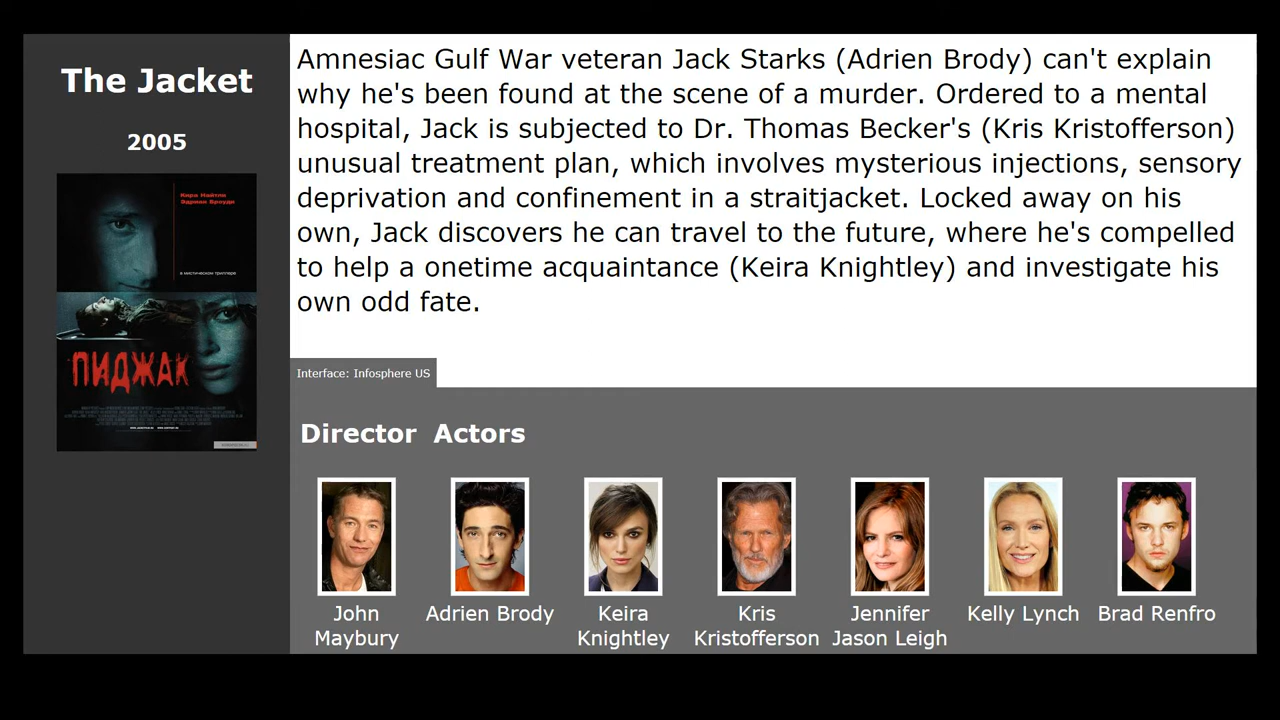 The Jacket
2005
Кира Найтли
Эдриан Броуди
в мистическом триллере
ПИДЖАК
Amnesiac Gulf War veteran Jack Starks (Adrien Brody) can't explain
why he's been found at the scene of a murder. Ordered to a mental
hospital, Jack is subjected to Dr. Thomas Becker's (Kris Kristofferson)
unusual treatment plan, which involves mysterious injections, sensory
deprivation and confinement in a straitjacket. Locked away on his
own, Jack discovers he can travel to the future, where he's compelled
to help a onetime acquaintance (Keira Knightley) and investigate his
own odd fate.
Interface: Infosphere US
Director Actors
John
Maybury
Adrien Brody
Keira
Knightley
Kris
Kristofferson
Jennifer
Jason Leigh
Kelly Lynch
Brad Renfro